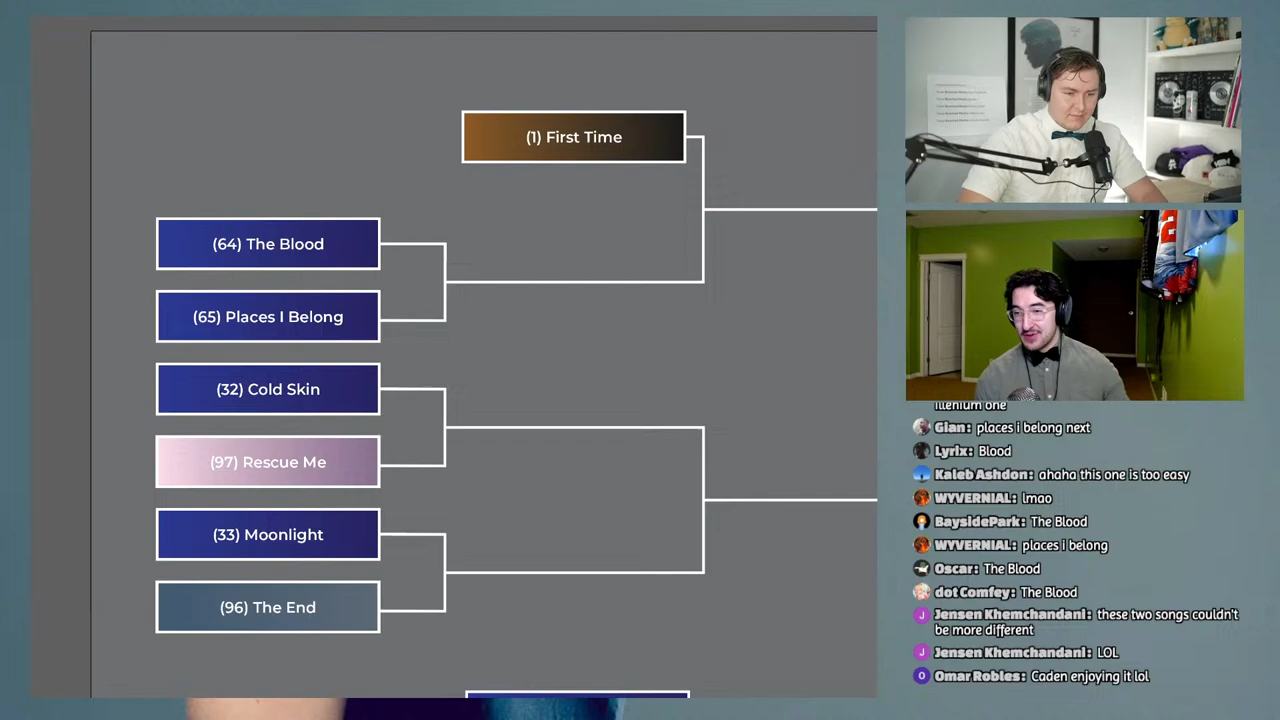 (1) First Time
(64) The Blood
(65) Places I Belong
(32) Cold Skin
(97) Rescue Me
(33) Moonlight
(96) The End
illenium one
Gian: places i belong next
Lyrix: Blood
Kaleb Ashdon: ahaha this one is too easy
WYVERNIAL: lmao
BaysidePark: The Blood
WYVERNIAL: places i belong
Oscar: The Blood
dot Comfey: The Blood
J Jensen Khemchandani: these two songs couldn't
be more different
J Jensen Khemchandani: LOL
O Omar Robles: Caden enjoying it lol